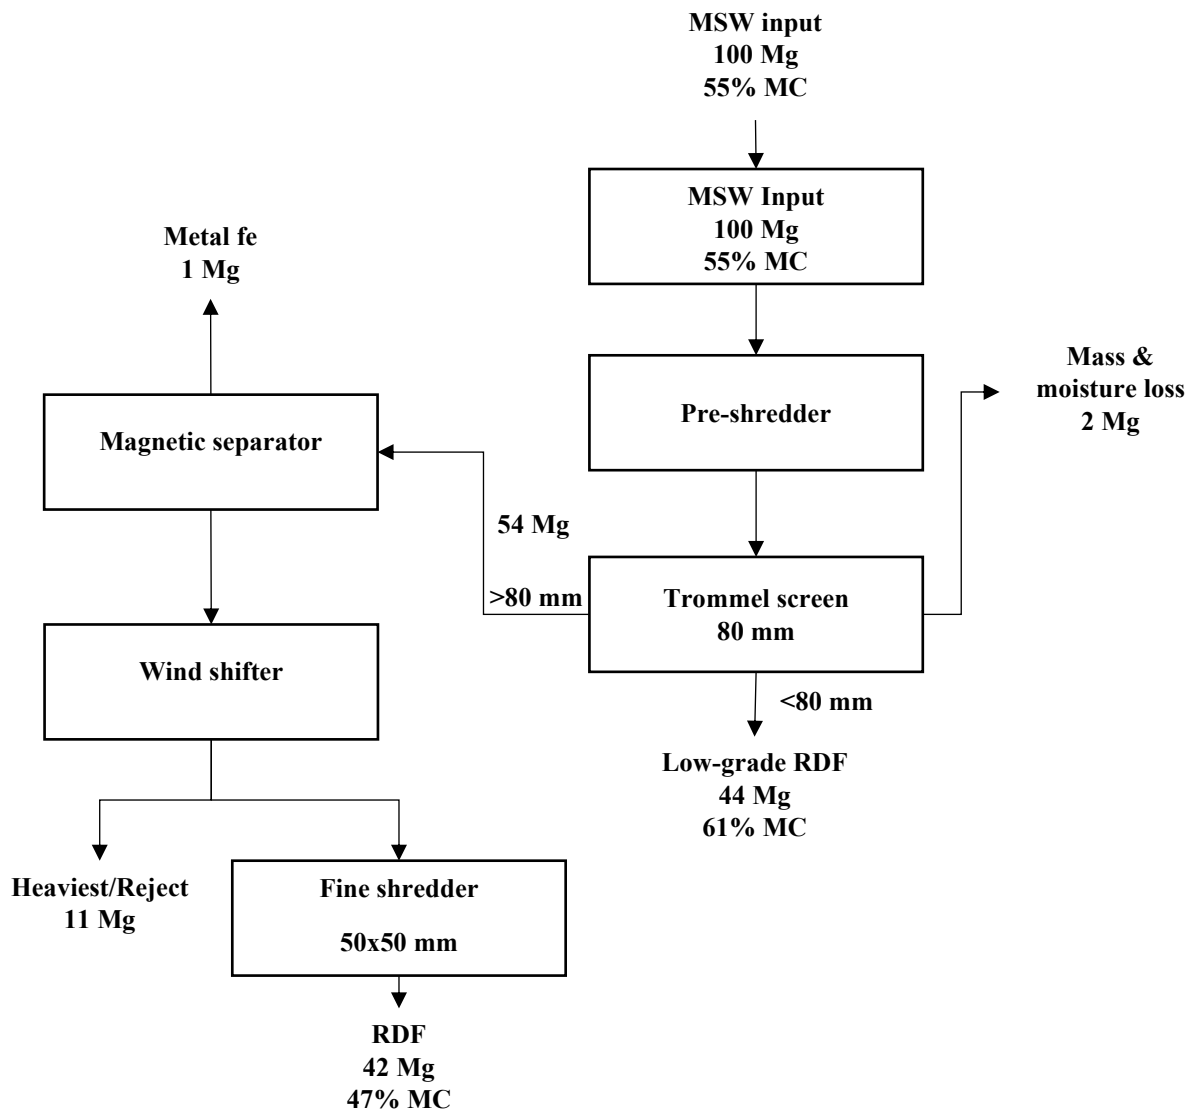 MSW input
100 Mg
55% MC
MSW Input
100 Mg
55% MC
Metal fe
1 Mg
Mass &
moisture loss
2 Mg
Pre-shredder
Magnetic separator
54 Mg
>80 mm
Trommel screen
80 mm
Wind shifter
<80 mm
Low-grade RDF
44 Mg
61% MC
Heaviest/Reject
11 Mg
Fine shredder
50x50 mm
RDF
42 Mg
47% MC